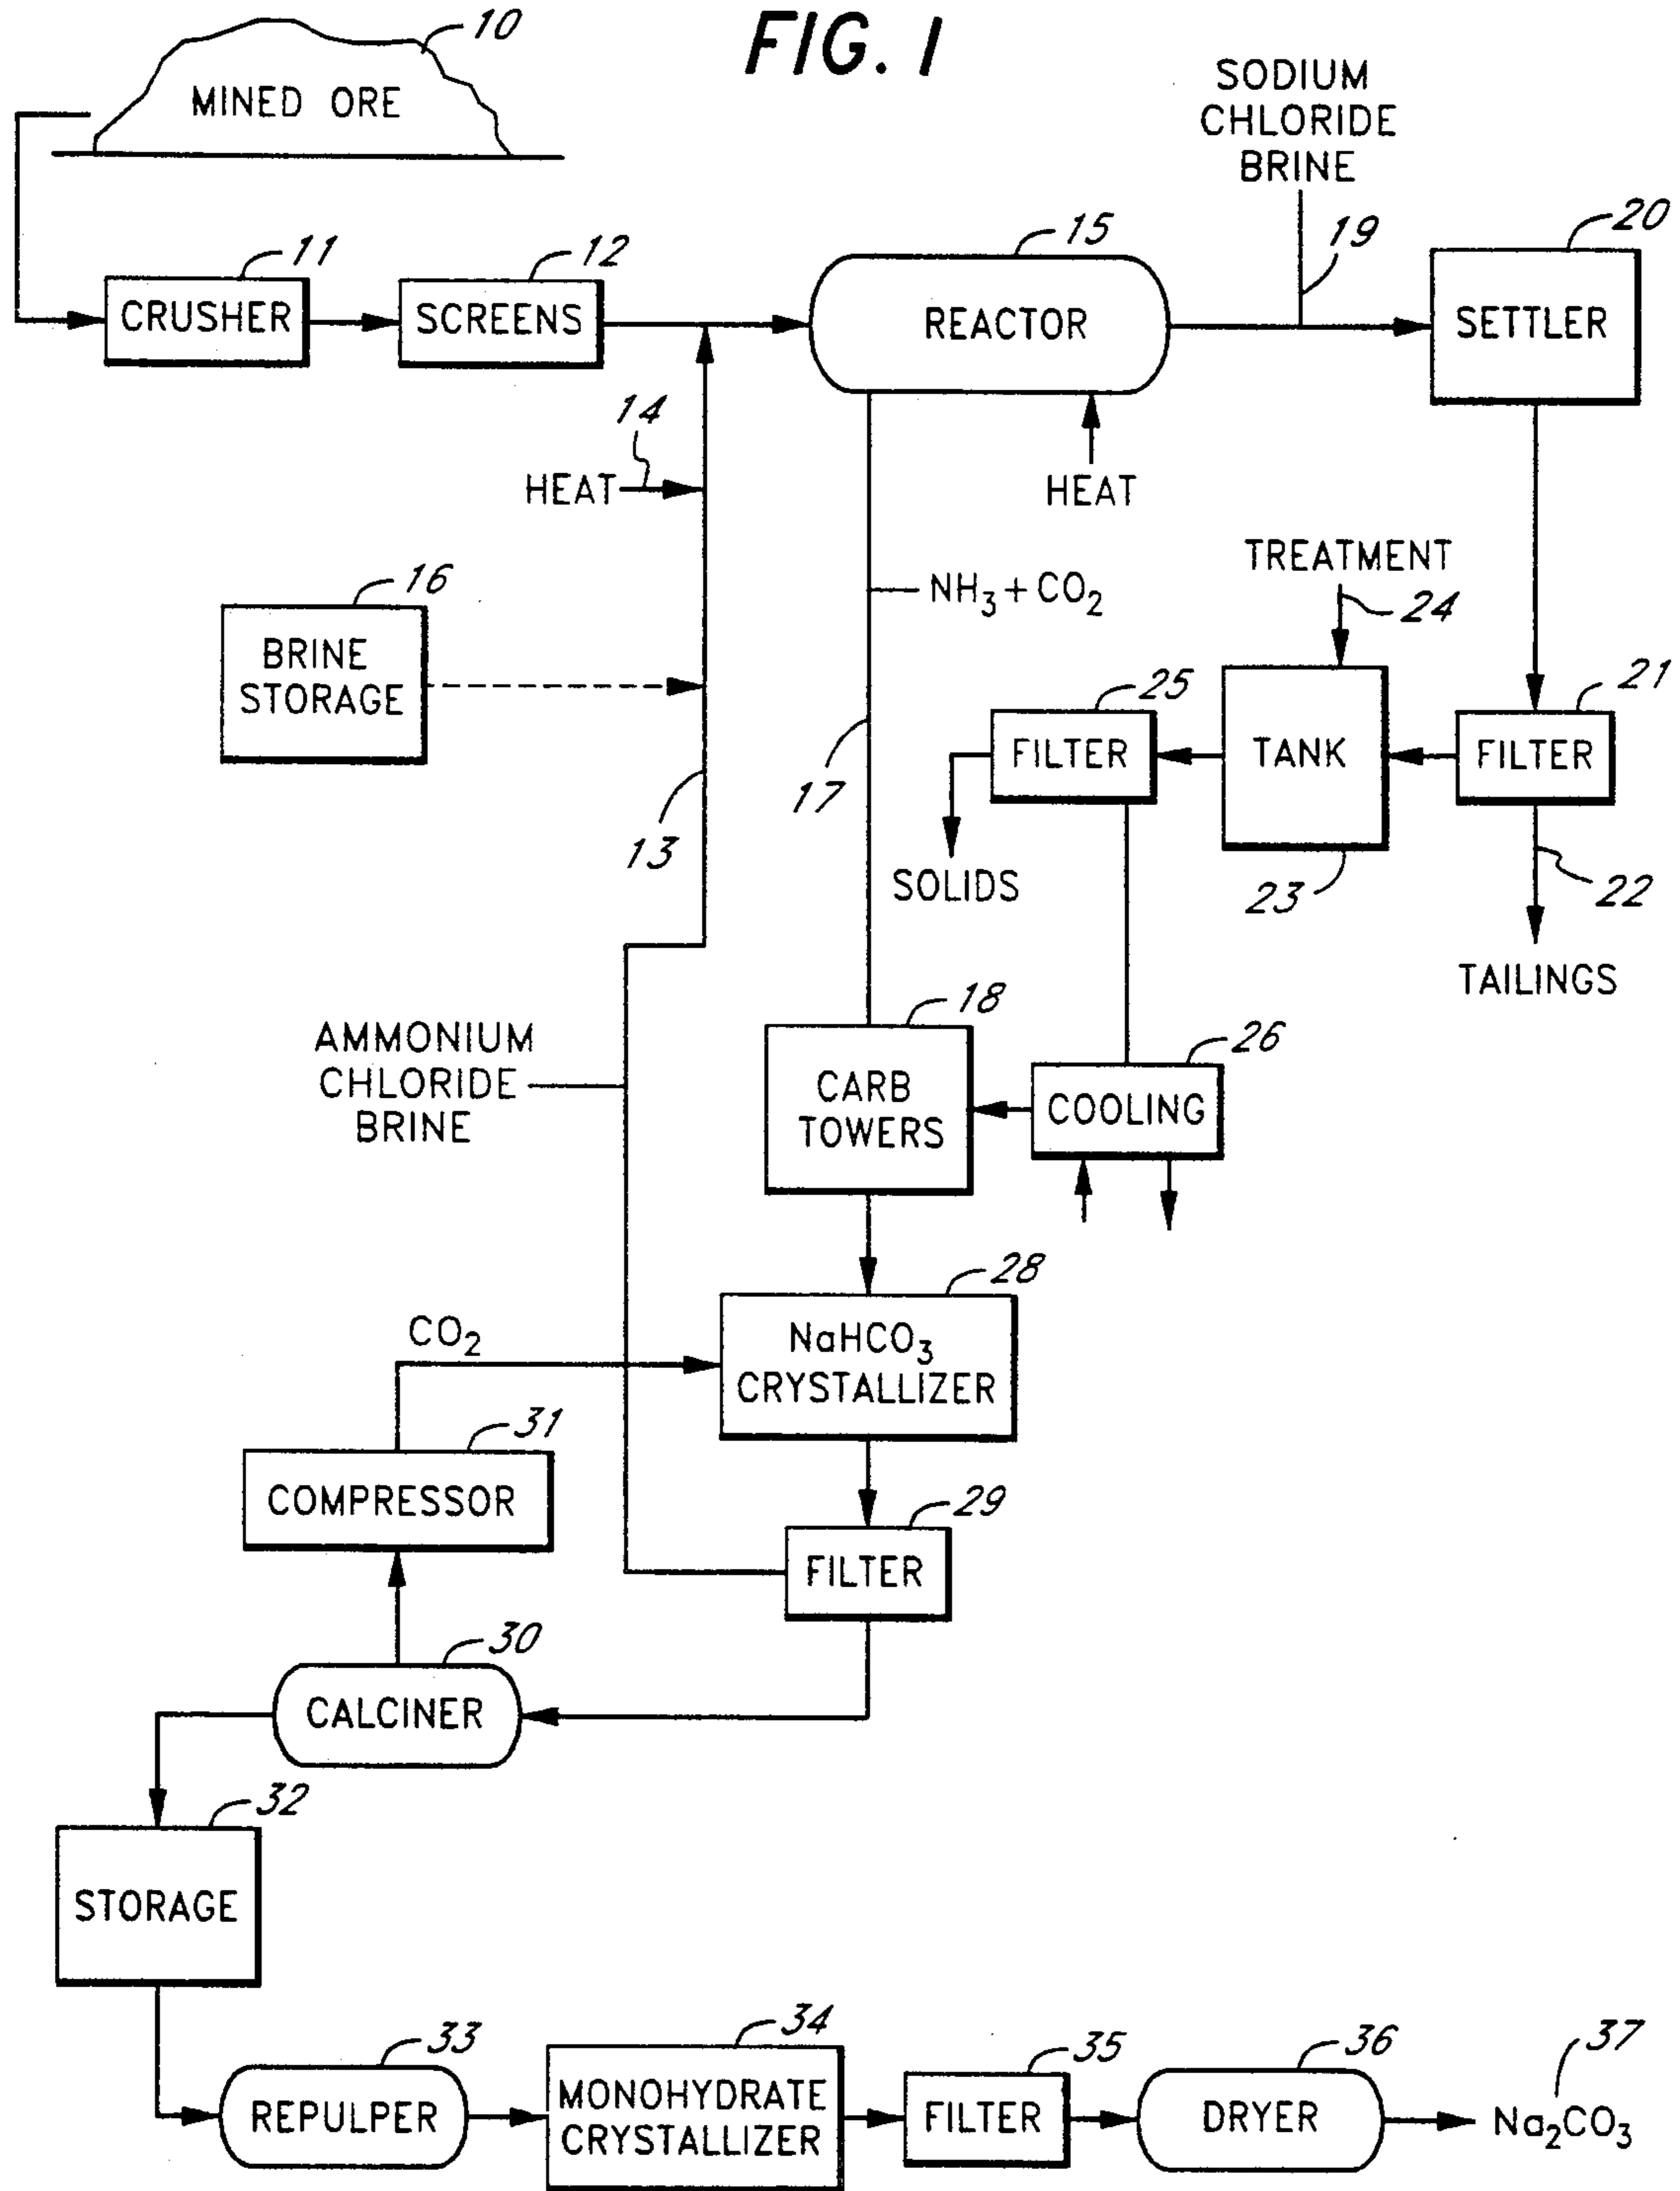 FIG. 1
10
MINED ORE
SODIUM
CHLORIDE
BRINE
11
CRUSHER
12
SCREENS
15
REACTOR
19
20
SETTLER
14
HEAT
HEAT
16
BRINE
STORAGE
NH₃ + CO₂
TREATMENT
24
25
FILTER
TANK
21
FILTER
13
17
SOLIDS
23
22
TAILINGS
AMMONIUM
CHLORIDE
BRINE
18
CARB
TOWERS
26
COOLING
28
NaHCO₃
CRYSTALLIZER
CO₂
31
COMPRESSOR
29
FILTER
30
CALCINER
32
STORAGE
33
REPULPER
34
MONOHYDRATE
CRYSTALLIZER
35
FILTER
36
DRYER
37
Na₂CO₃